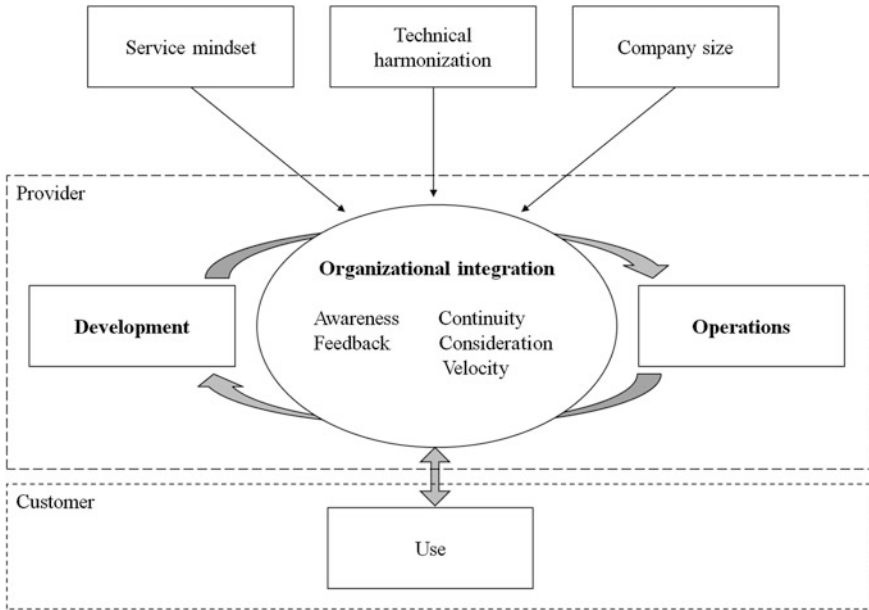 Service mindset
Technical
harmonization
Company size
Provider
Organizational integration
Awareness Continuity
Feedback Consideration
Velocity
Development
Operations
Customer
Use